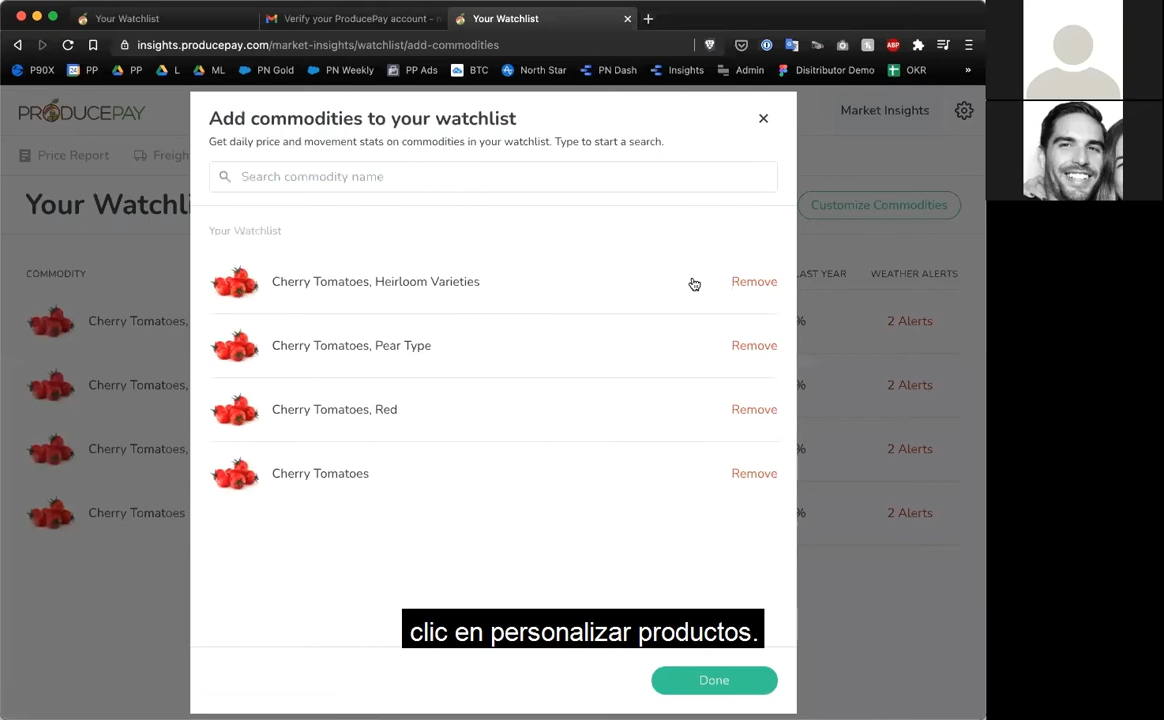 Your Watchlist
Verify your ProducePay account - n
Your Watchlist
insights.producepay.com/market-insights/watchlist/add-commodities
P90X
PP
PP
L
ML
PN Gold
PN Weekly
PP Ads
BTC
North Star
PN Dash
Insights
Admin
Disitributor Demo
OKR
»
PRODUCEPAY
Market Insights
Price Report
Freigh
Your Watchli
Customize Commodities
COMMODITY
LAST YEAR
WEATHER ALERTS
Cherry Tomatoes,
%
2 Alerts
Cherry Tomatoes,
%
2 Alerts
Cherry Tomatoes,
%
2 Alerts
Cherry Tomatoes
%
2 Alerts
Add commodities to your watchlist
Get daily price and movement stats on commodities in your watchlist. Type to start a search.
Search commodity name
Your Watchlist
Cherry Tomatoes, Heirloom Varieties
Remove
Cherry Tomatoes, Pear Type
Remove
Cherry Tomatoes, Red
Remove
Cherry Tomatoes
Remove
clic en personalizar productos.
Done